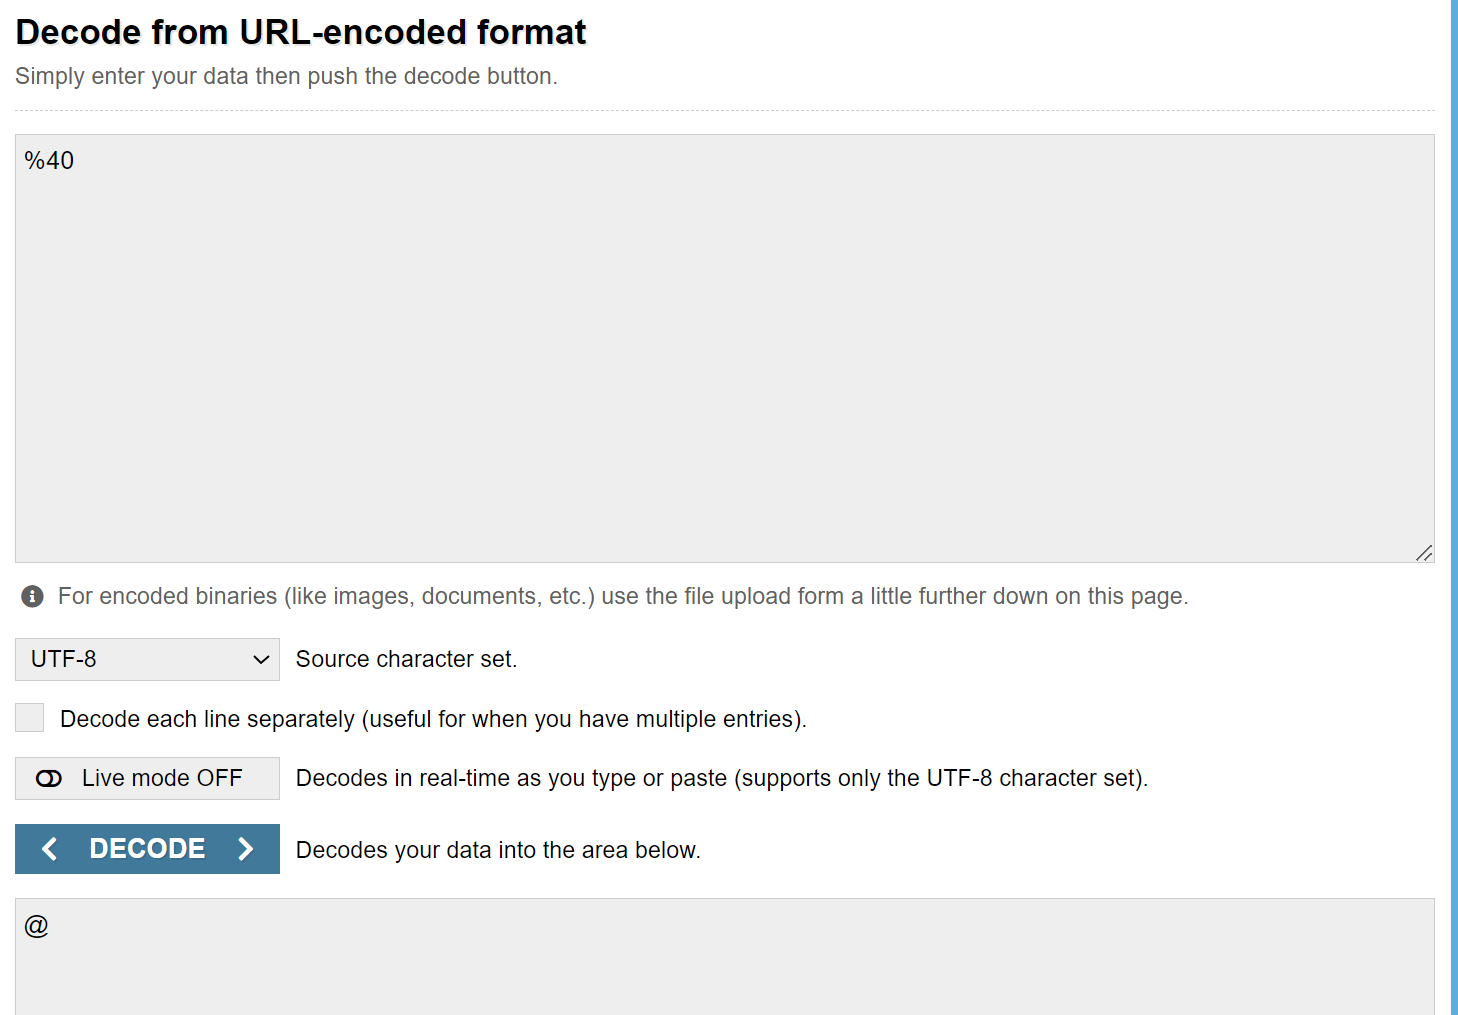 Decode from URL-encoded format
Simply enter your data then push the decode button.
%40
For encoded binaries (like images, documents, etc.) use the file upload form a little further down on this page.
UTF-8 Source character set.
Decode each line separately (useful for when you have multiple entries).
Live mode OFF Decodes in real-time as you type or paste (supports only the UTF-8 character set).
DECODE Decodes your data into the area below.
@